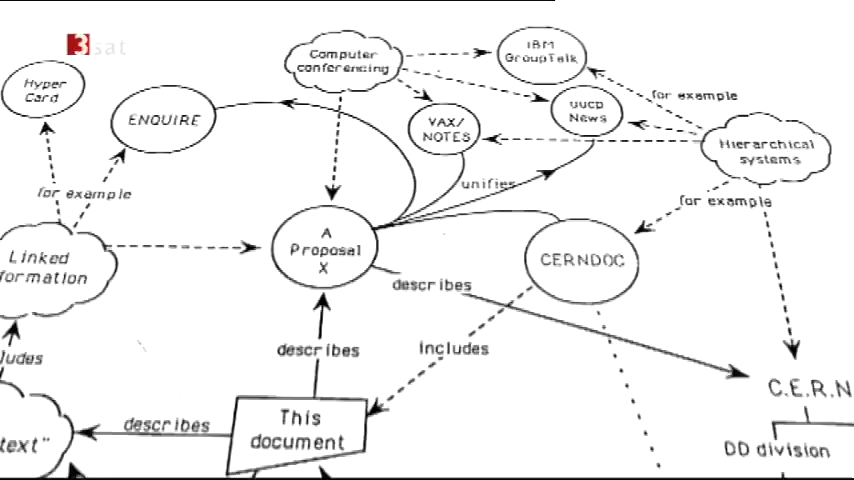 3sat
Computer
conferencing
IBM
GroupTalk
Hyper
Card
for example
ENQUIRE
VAX/
NOTES
uucp
News
Hierarchical
systems
unifies
for example
for example
A
Proposal
X
Linked
formation
CERNDOC
describes
describes
includes
ludes
C.E.R.N
This
document
describes
text"
DD division